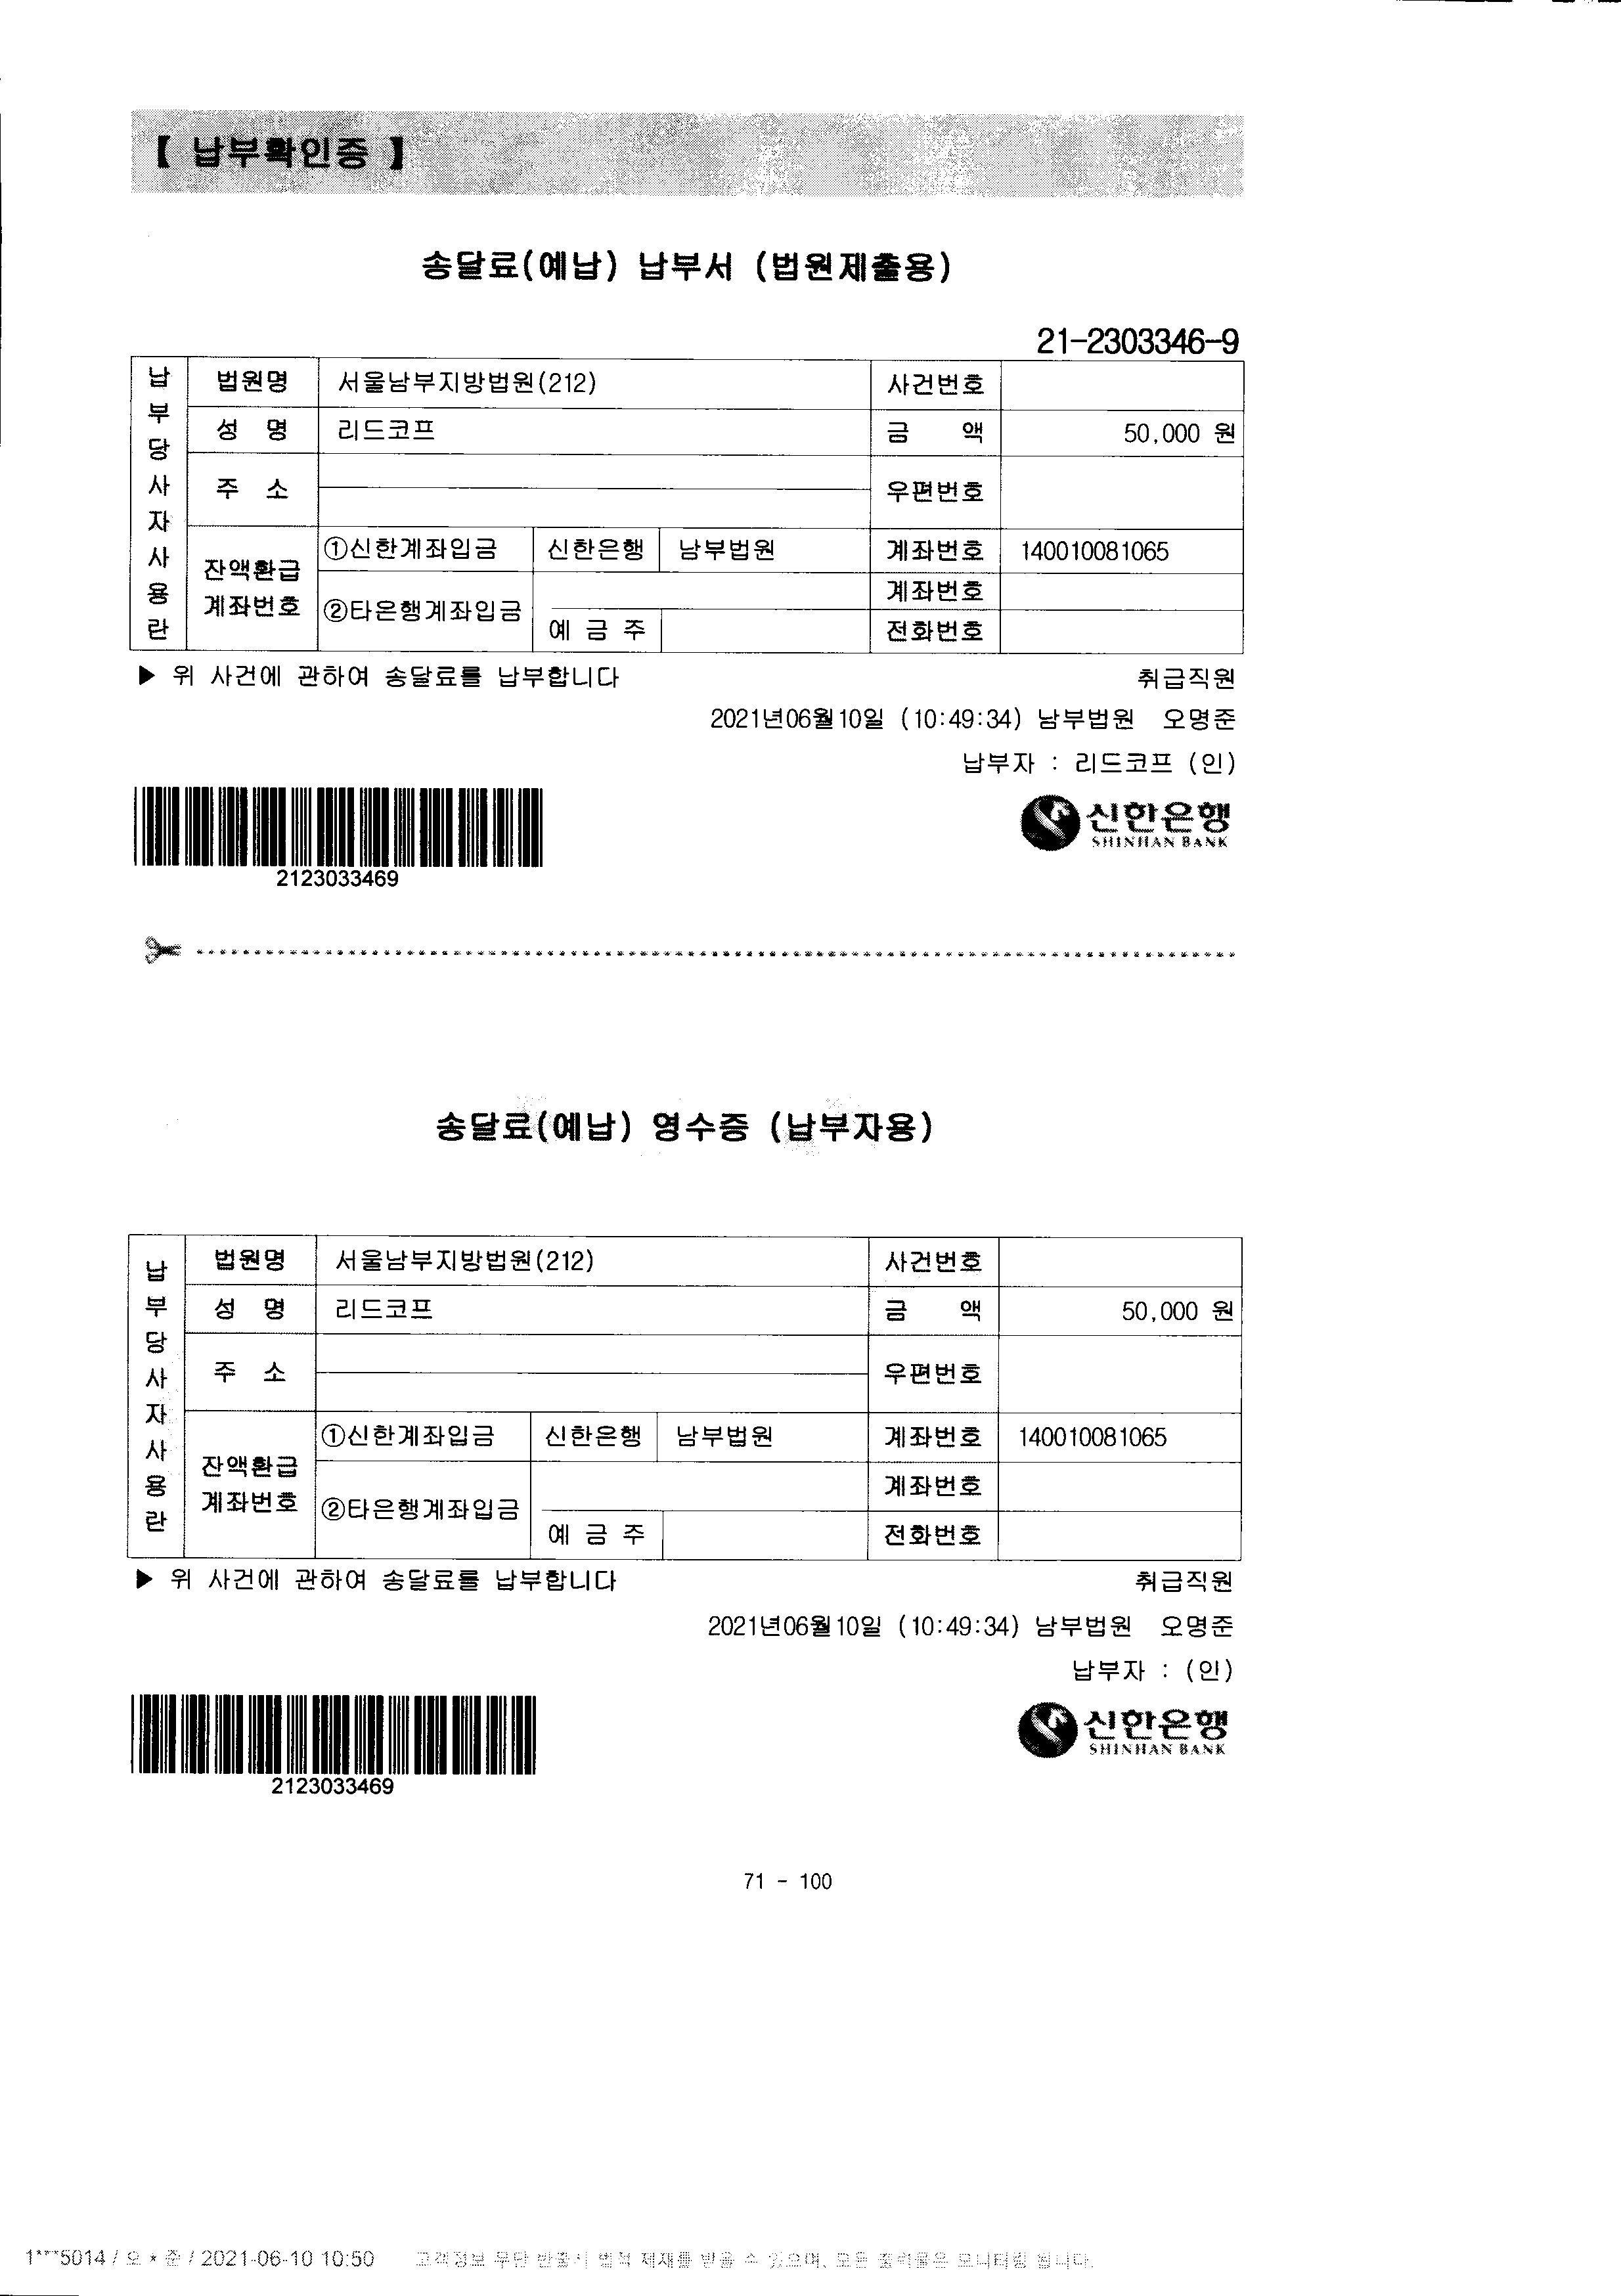 【 납부확인증 】
송달료(예납) 납부서 (법원제출용)
21-2303346-9
납부당사자사용란
법원명 서울남부지방법원(212) 사건번호
성 명 리드코프 금 액 50,000 원
주 소 우편번호
잔액환급 계좌번호 ①신한계좌입금 신한은행 남부법원 계좌번호 140010081065
②타은행계좌입금 계좌번호
예 금 주 전화번호
▶ 위 사건에 관하여 송달료를 납부합니다 취급직원
2021년06월10일 (10:49:34) 남부법원 오명준
납부자 : 리드코프 (인)
신한은행
SHINHAN BANK
2123033469
송달료(예납) 영수증 (납부자용)
납부당사자사용란
법원명 서울남부지방법원(212) 사건번호
성 명 리드코프 금 액 50,000 원
주 소 우편번호
잔액환급 계좌번호 ①신한계좌입금 신한은행 남부법원 계좌번호 140010081065
②타은행계좌입금 계좌번호
예 금 주 전화번호
▶ 위 사건에 관하여 송달료를 납부합니다 취급직원
2021년06월10일 (10:49:34) 남부법원 오명준
납부자 : (인)
신한은행
SHINHAN BANK
2123033469
71 - 100
1***5014 / 오 * 준 / 2021-06-10 10:50 고객정보 무단 반출시 법적 제재를 받을 수 있으며, 모든 출력물은 모니터링 됩니다.